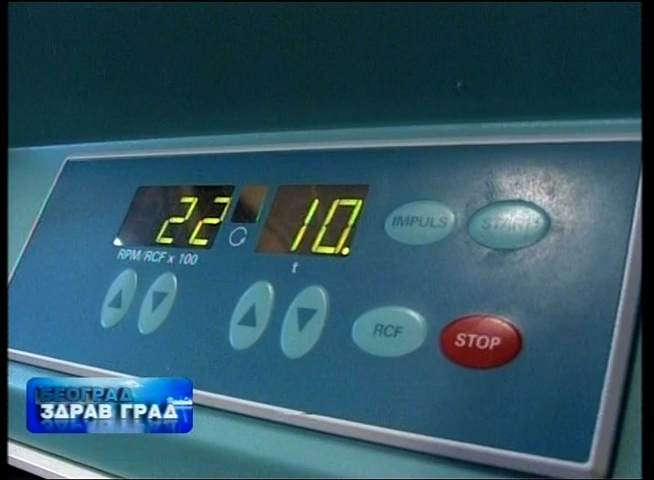 22 10.
RPM/RCF x 100
t
IMPULS
START
RCF
STOP
БЕОГРАД
ЗДРАВ ГРАД